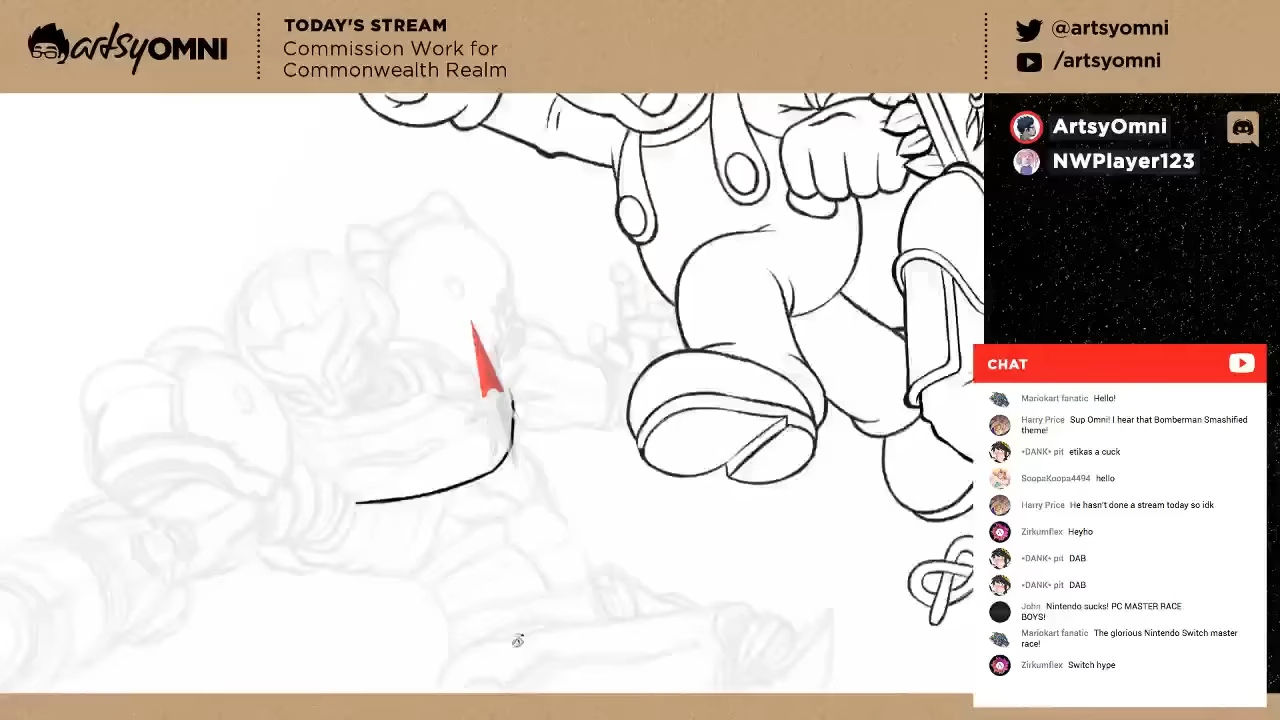 artsyOMNI
TODAY'S STREAM
Commission Work for
Commonwealth Realm
@artsyomni
/artsyomni
ArtsyOmni
NWPlayer123
CHAT
Mariokart fanatic Hello!
Harry Price Sup Omni! I hear that Bomberman Smashified
theme!
*DANK* pit etikas a cuck
SoopaKoopa4494 hello
Harry Price He hasn't done a stream today so idk
Zirkumflex Heyho
*DANK* pit DAB
*DANK* pit DAB
John Nintendo sucks! PC MASTER RACE
BOYS!
Mariokart fanatic The glorious Nintendo Switch master
race!
Zirkumflex Switch hype